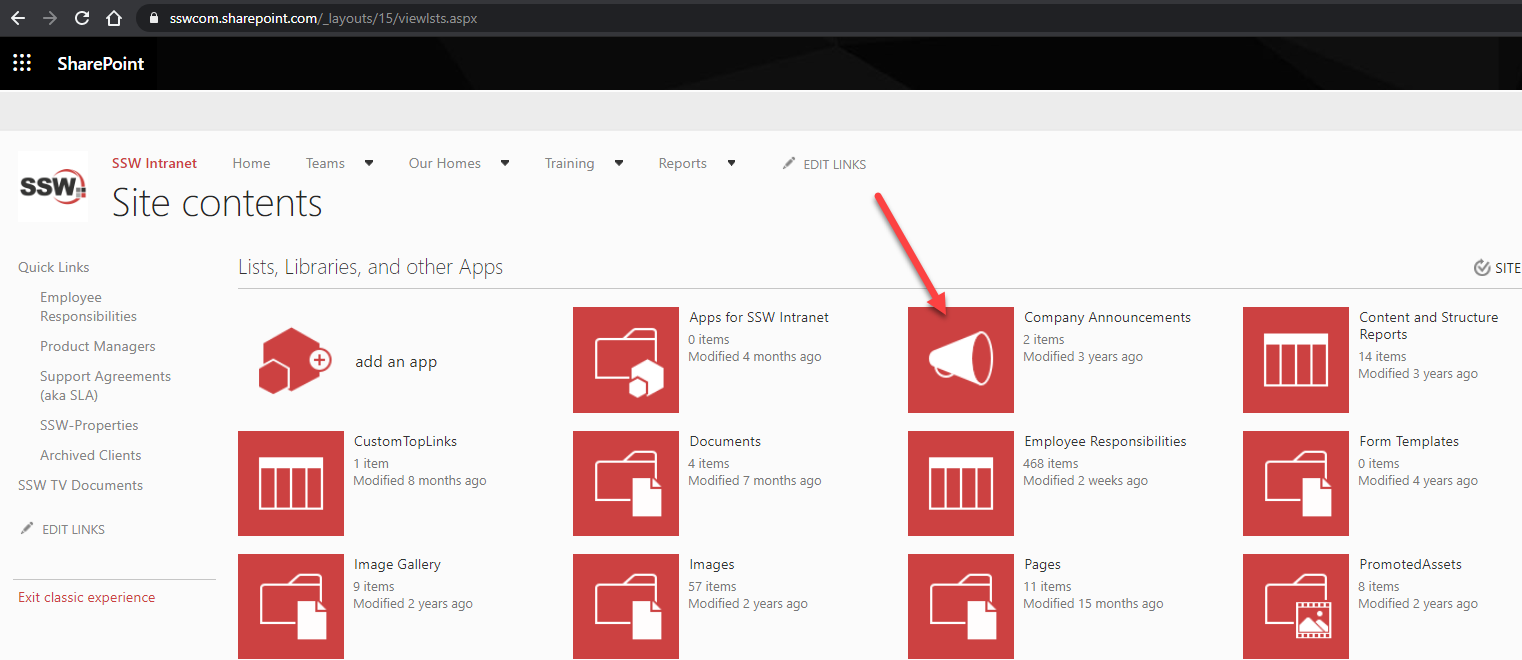 sswcom.sharepoint.com/_layouts/15/viewlsts.aspx
SharePoint
SSW
SSW Intranet Home Teams Our Homes Training Reports EDIT LINKS
Site contents
Quick Links
Employee
Responsibilities
Product Managers
Support Agreements
(aka SLA)
SSW-Properties
Archived Clients
SSW TV Documents
EDIT LINKS
Exit classic experience
Lists, Libraries, and other Apps
SITE
add an app
Apps for SSW Intranet
0 items
Modified 4 months ago
Company Announcements
2 items
Modified 3 years ago
Content and Structure
Reports
14 items
Modified 3 years ago
CustomTopLinks
1 item
Modified 8 months ago
Documents
4 items
Modified 7 months ago
Employee Responsibilities
468 items
Modified 2 weeks ago
Form Templates
0 items
Modified 4 years ago
Image Gallery
9 items
Modified 2 years ago
Images
57 items
Modified 2 years ago
Pages
11 items
Modified 15 months ago
PromotedAssets
8 items
Modified 2 years ago